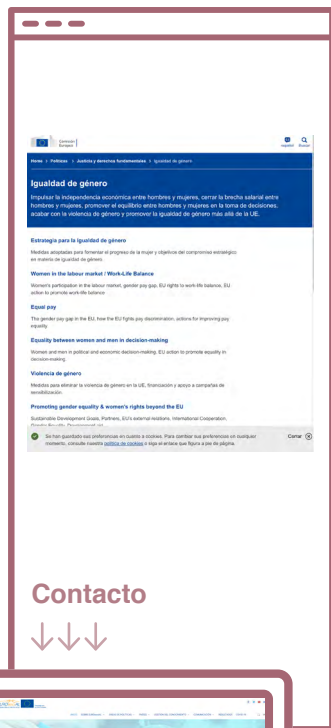 Comisión
Europea
español
Buscar
Home > Políticas > Justicia y derechos fundamentales > Igualdad de género
Igualdad de género
Impulsar la independencia económica entre hombres y mujeres, cerrar la brecha salarial entre
hombres y mujeres, promover el equilibrio entre hombres y mujeres en la toma de decisiones,
acabar con la violencia de género y promover la igualdad de género más allá de la UE.
Estrategia para la igualdad de género
Medidas adoptadas para fomentar el progreso de la mujer y objetivos del compromiso estratégico
en materia de igualdad de género.
Women in the labour market / Work-Life Balance
Women's participation in the labour market, gender pay gap, EU rights to work-life balance, EU
action to promote work-life balance
Equal pay
The gender pay gap in the EU, how the EU fights pay discrimination, actions for improving pay
equality.
Equality between women and men in decision-making
Women and men in political and economic decision-making, EU action to promote equality in
decision-making.
Violencia de género
Medidas para eliminar la violencia de género en la UE, financiación y apoyo a campañas de
sensibilización.
Promoting gender equality & women's rights beyond the EU
Sustainable Development Goals, Partners, EU's external relations, International Cooperation,
Se han guardado sus preferencias en cuanto a cookies. Para cambiar sus preferencias en cualquier
momento, consulte nuestra política de cookies o siga el enlace que figura a pie de página.
Cerrar
Contacto